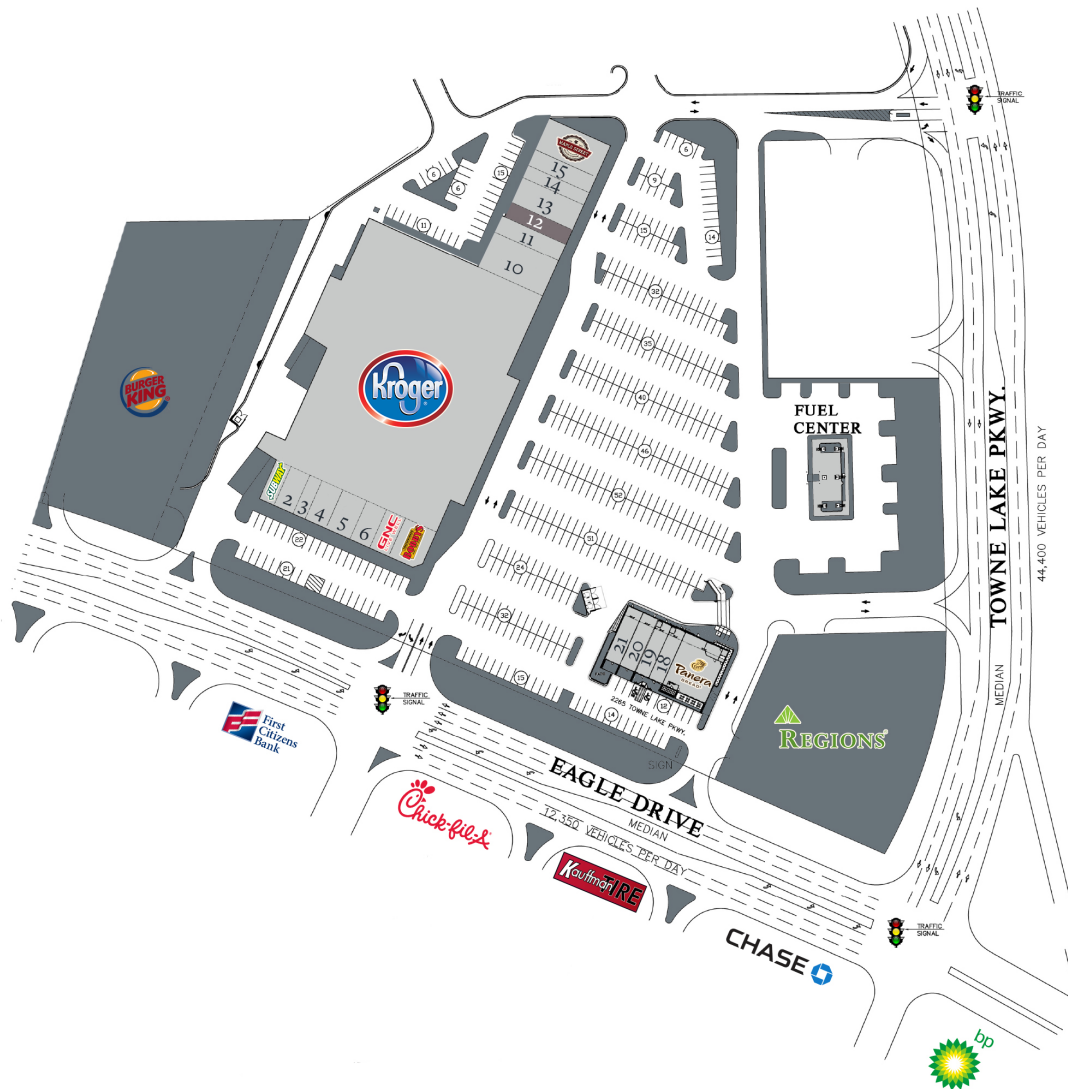 TRAFFIC
SIGNAL
MAPLE STREET
15
14
13
12
11
10
6
6
15
11
6
9
15
14
32
35
40
46
52
51
24
32
15
14
12
22
21
BURGER
KING
Kroger
FUEL
CENTER
TOWNE LAKE PKWY.
44,400 VEHICLES PER DAY
MEDIAN
SUBWAY
2
3
4
5
6
GNC
21
20
19
18
Panera
BREAD
2265 TOWNE LAKE PKWY.
SIGN
REGIONS
TRAFFIC
SIGNAL
First
Citizens
Bank
EAGLE DRIVE
MEDIAN
12,350 VEHICLES PER DAY
Chick-fil-A
Kauffman TIRE
CHASE
TRAFFIC
SIGNAL
bp